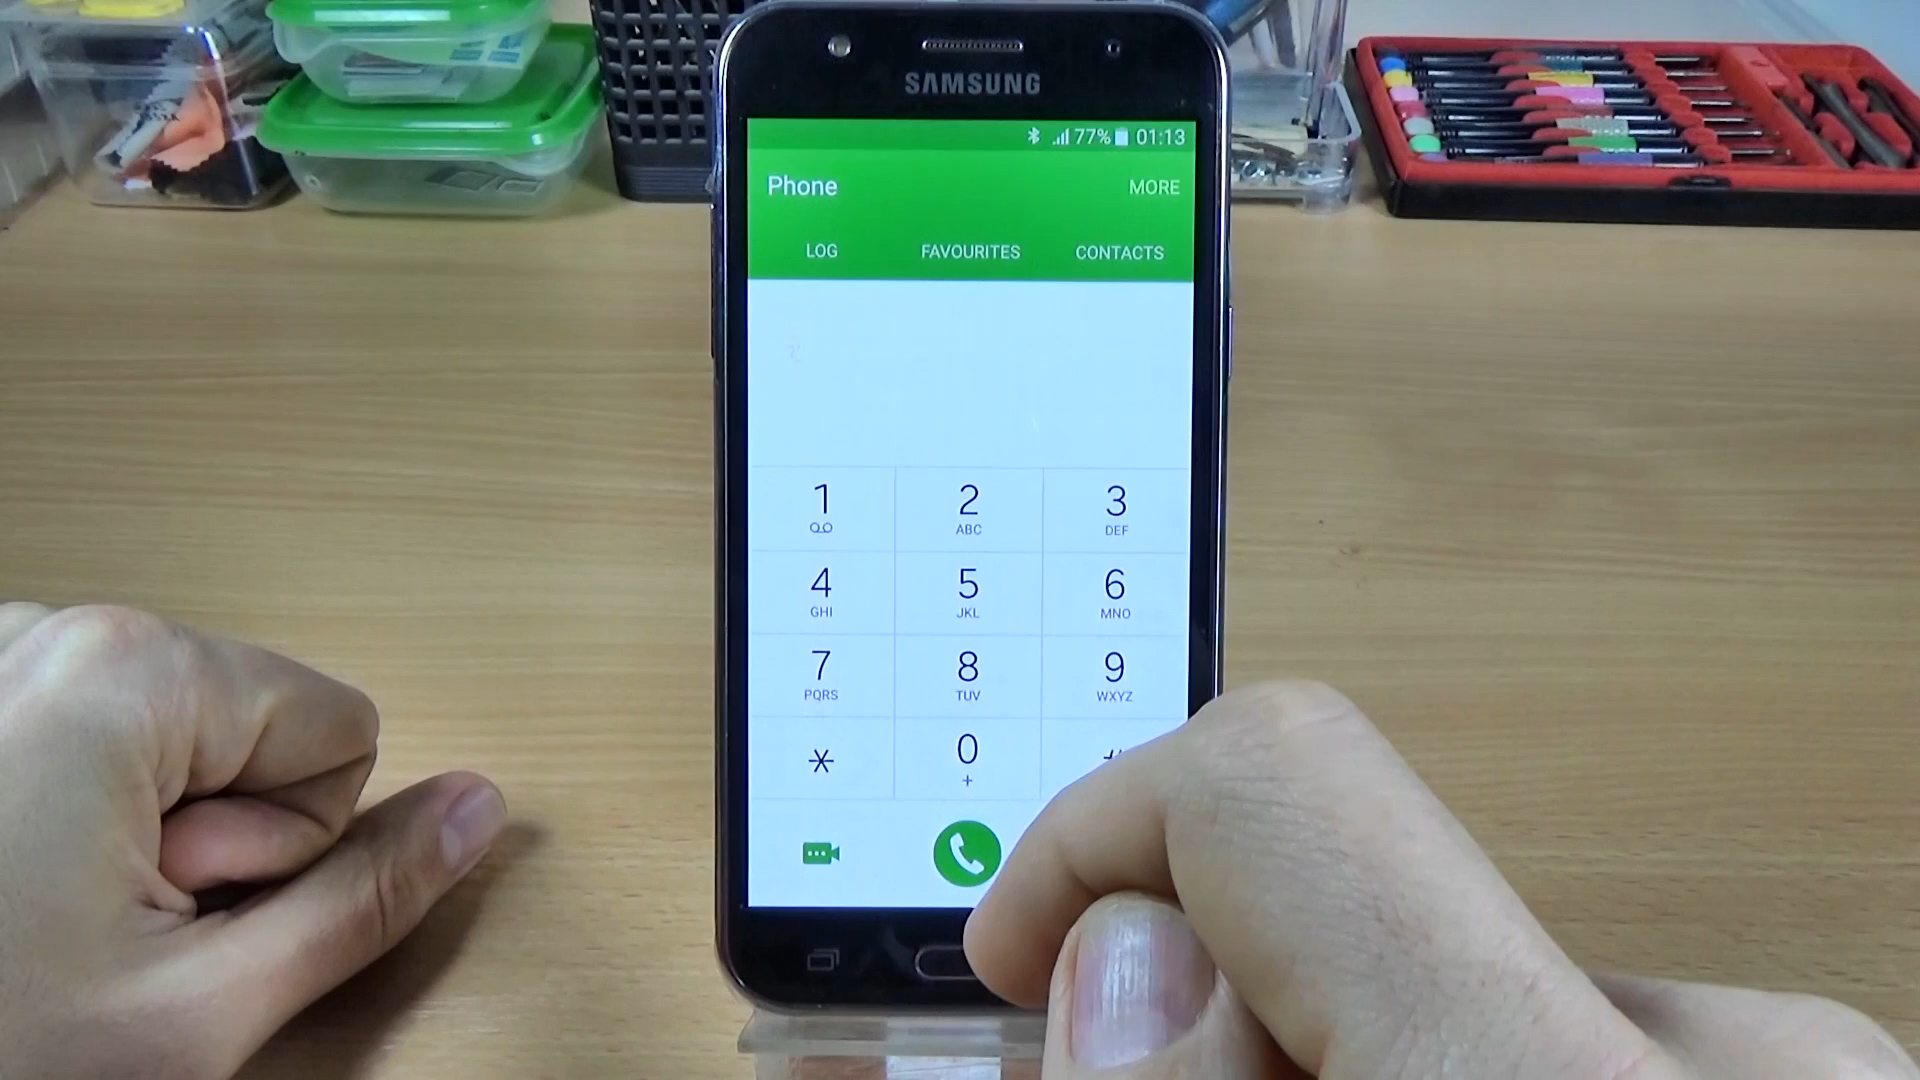 SAMSUNG
77% 01:13
Phone MORE
LOG FAVOURITES CONTACTS
1 2 3
ABC DEF
4 5 6
GHI JKL MNO
7 8 9
PQRS TUV WXYZ
* 0 #
+